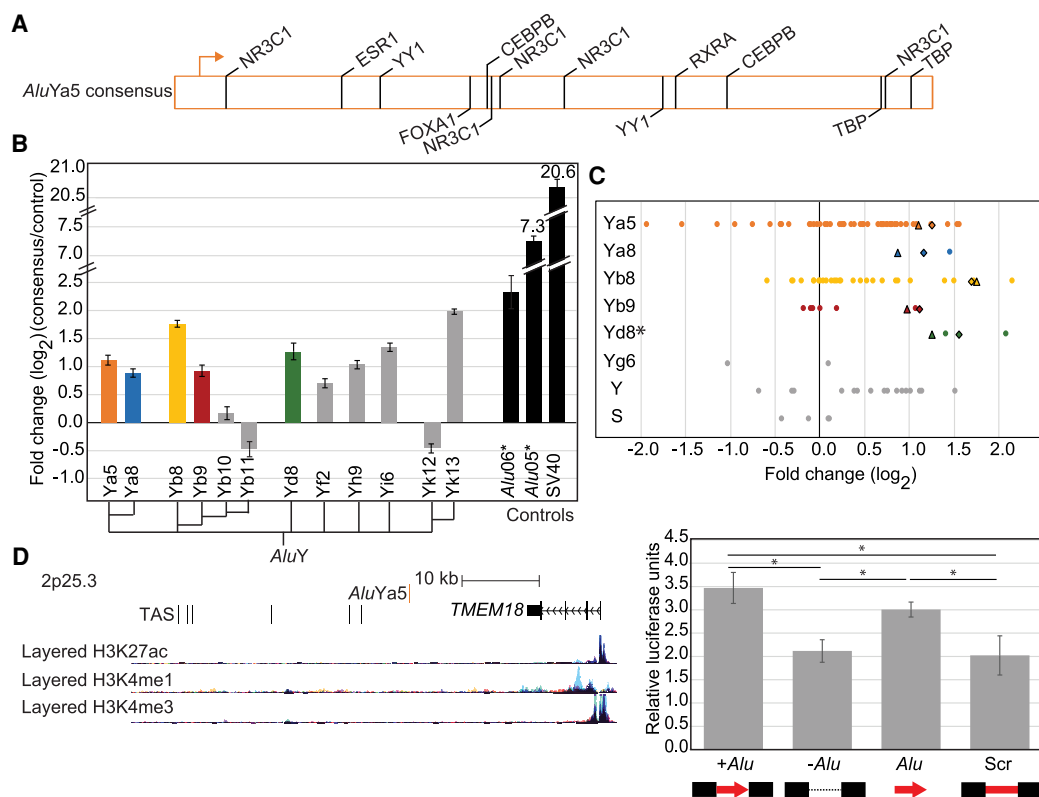 A
AluYa5 consensus
NR3C1
ESR1
YY1
FOXA1
CEBPB
NR3C1
NR3C1
NR3C1
YY1
RXRA
CEBPB
TBP
NR3C1
TBP
B
Fold change (log2)(consensus/control)
21.0
20.5
7.5
7.0
2.5
2.0
1.5
1.0
0.5
0.0
-0.5
-1.0
7.3
20.6
Ya5
Ya8
Yb8
Yb9
Yb10
Yb11
Yd8
Yf2
Yh9
Yi6
Yk12
Yk13
Alu06*
Alu05*
SV40
Controls
AluY
C
Ya5
Ya8
Yb8
Yb9
Yd8*
Yg6
Y
S
-2.0 -1.5 -1.0 -0.5 0.0 0.5 1.0 1.5 2.0
Fold change (log2)
D
2p25.3
10 kb
AluYa5
TAS
TMEM18
Layered H3K27ac
Layered H3K4me1
Layered H3K4me3
Relative luciferase units
4.5
4.0
3.5
3.0
2.5
2.0
1.5
1.0
0.5
0.0
*
* * *
+Alu -Alu Alu Scr